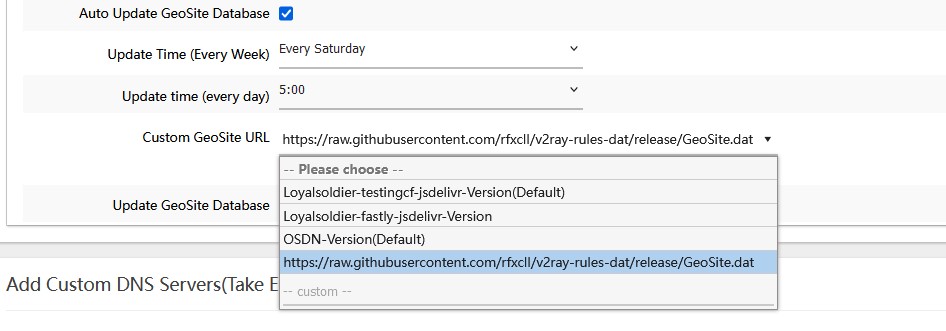 Auto Update GeoSite Database
Update Time (Every Week) Every Saturday
Update time (every day) 5:00
Custom GeoSite URL https://raw.githubusercontent.com/rfxcll/v2ray-rules-dat/release/GeoSite.dat
-- Please choose --
Loyalsoldier-testingcf-jsdelivr-Version(Default)
Update GeoSite Database Loyalsoldier-fastly-jsdelivr-Version
OSDN-Version(Default)
https://raw.githubusercontent.com/rfxcll/v2ray-rules-dat/release/GeoSite.dat
Add Custom DNS Servers(Take E
-- custom --